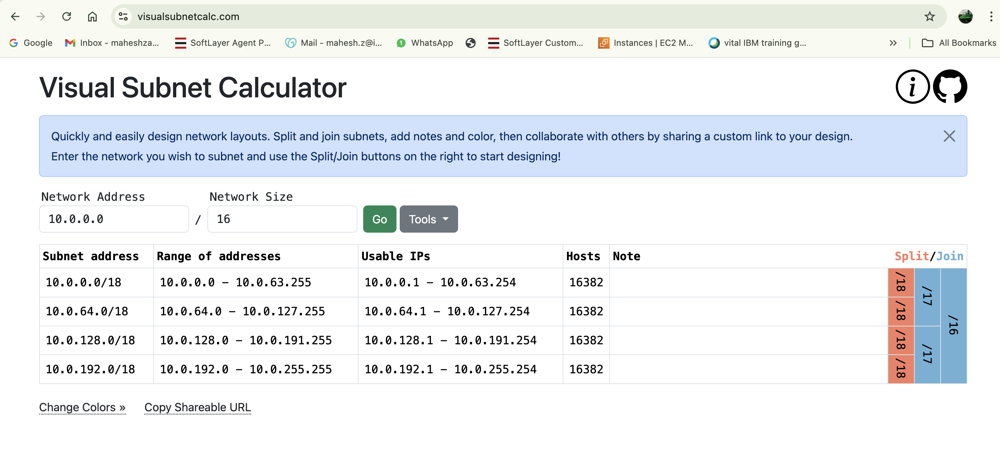 visualsubnetcalc.com
Google Inbox - maheshza... SoftLayer Agent P... Mail - mahesh.z@i... 1 WhatsApp SoftLayer Custom... Instances | EC2 M... vital IBM training g... » All Bookmarks
Visual Subnet Calculator
i
Quickly and easily design network layouts. Split and join subnets, add notes and color, then collaborate with others by sharing a custom link to your design.
Enter the network you wish to subnet and use the Split/Join buttons on the right to start designing!
Network Address Network Size
10.0.0.0 / 16 Go Tools
Subnet address Range of addresses Usable IPs Hosts Note Split/Join
10.0.0.0/18 10.0.0.0 – 10.0.63.255 10.0.0.1 – 10.0.63.254 16382 /18 /17 /16
10.0.64.0/18 10.0.64.0 – 10.0.127.255 10.0.64.1 – 10.0.127.254 16382 /18
10.0.128.0/18 10.0.128.0 – 10.0.191.255 10.0.128.1 – 10.0.191.254 16382 /18 /17
10.0.192.0/18 10.0.192.0 – 10.0.255.255 10.0.192.1 – 10.0.255.254 16382 /18
Change Colors » Copy Shareable URL